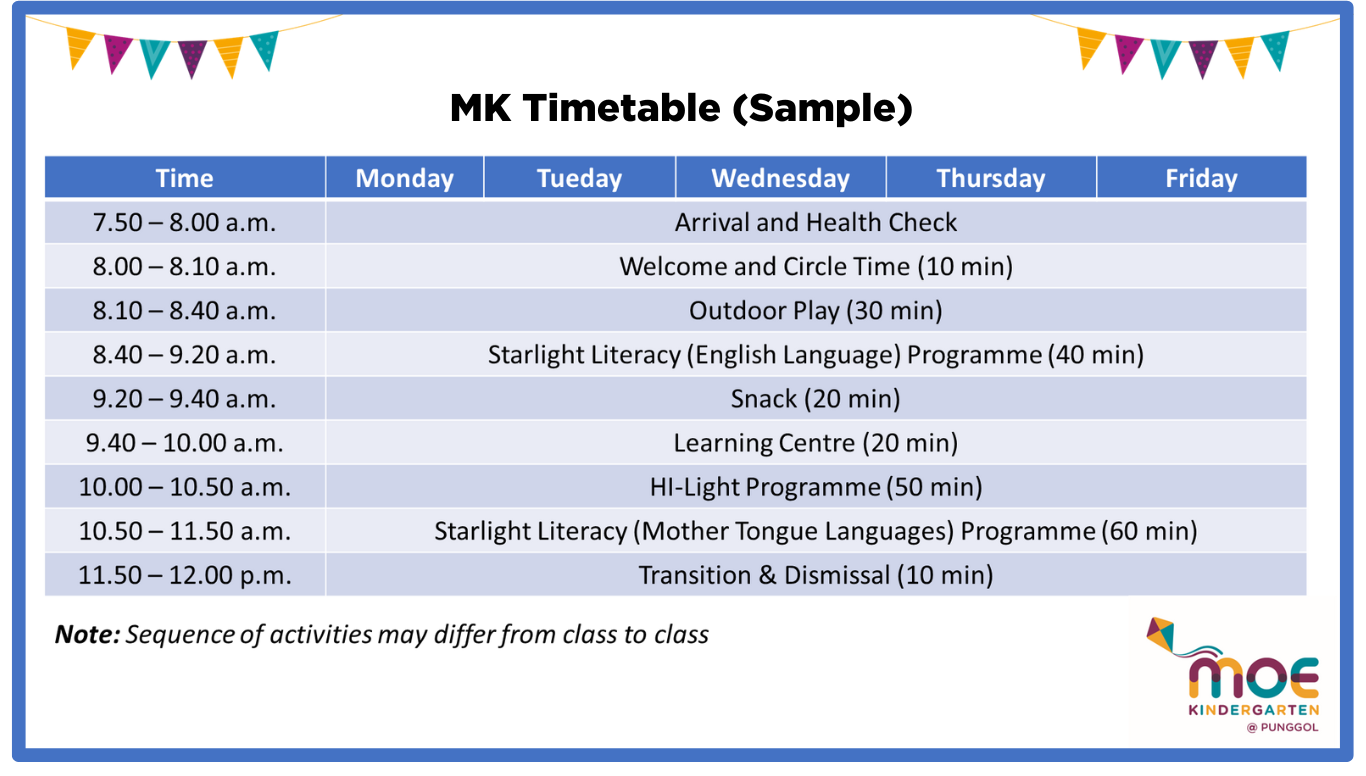 MK Timetable (Sample)
Time Monday Tueday Wednesday Thursday Friday
7.50 – 8.00 a.m. Arrival and Health Check
8.00 – 8.10 a.m. Welcome and Circle Time (10 min)
8.10 – 8.40 a.m. Outdoor Play (30 min)
8.40 – 9.20 a.m. Starlight Literacy (English Language) Programme (40 min)
9.20 – 9.40 a.m. Snack (20 min)
9.40 – 10.00 a.m. Learning Centre (20 min)
10.00 – 10.50 a.m. HI-Light Programme (50 min)
10.50 – 11.50 a.m. Starlight Literacy (Mother Tongue Languages) Programme (60 min)
11.50 – 12.00 p.m. Transition & Dismissal (10 min)
Note: Sequence of activities may differ from class to class
MOE
KINDERGARTEN
@ PUNGGOL